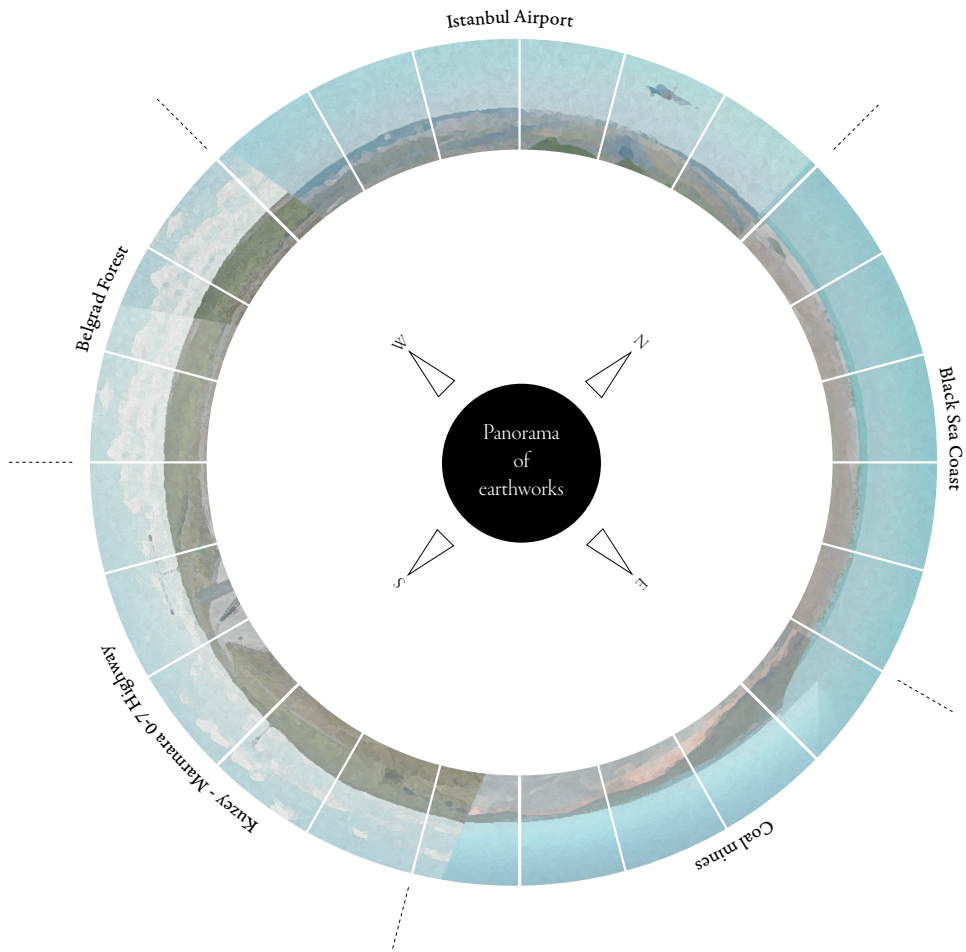 Istanbul Airport
Belgrad Forest
Black Sea Coast
W
N
Panorama
of
earthworks
S
E
Kuzey - Marmara 0-7 Highway
Coal mines